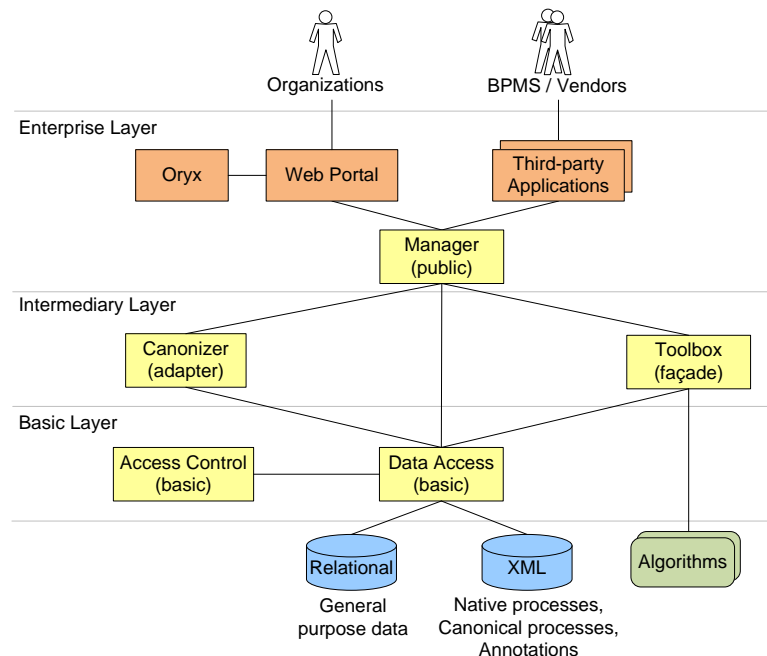 Organizations
BPMS / Vendors
Enterprise Layer
Oryx
Web Portal
Third-party
Applications
Manager
(public)
Intermediary Layer
Canonizer
(adapter)
Toolbox
(façade)
Basic Layer
Access Control
(basic)
Data Access
(basic)
Relational
XML
Algorithms
General
purpose data
Native processes,
Canonical processes,
Annotations